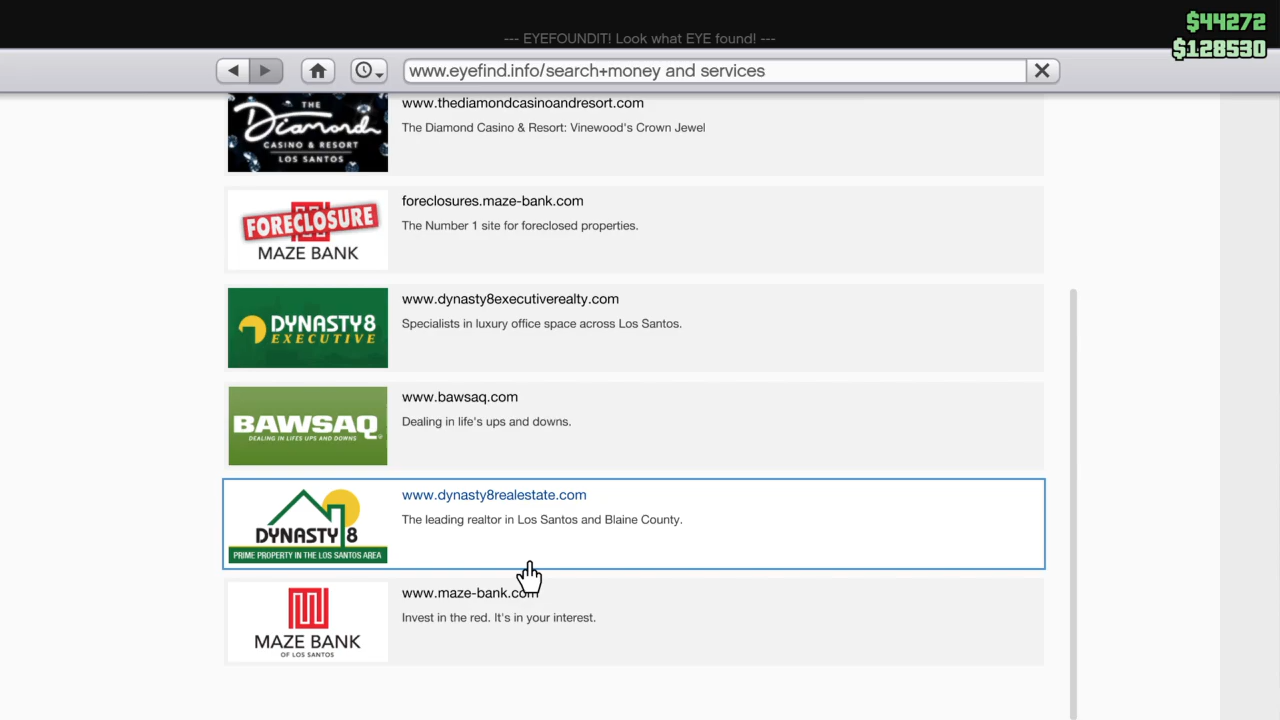 $44272
--- EYEFOUNDIT! Look what EYE found! ---
$128530
www.eyefind.info/search+money and services
THE
Diamond
CASINO & RESORT
LOS SANTOS
www.thediamondcasinoandresort.com
The Diamond Casino & Resort: Vinewood's Crown Jewel
FORECLOSURE
MAZE BANK
foreclosures.maze-bank.com
The Number 1 site for foreclosed properties.
DYNASTY8
EXECUTIVE
www.dynasty8executiverealty.com
Specialists in luxury office space across Los Santos.
BAWSAQ
DEALING IN LIFE'S UPS AND DOWNS
www.bawsaq.com
Dealing in life's ups and downs.
DYNASTY 8
PRIME PROPERTY IN THE LOS SANTOS AREA
www.dynasty8realestate.com
The leading realtor in Los Santos and Blaine County.
MAZE BANK
OF LOS SANTOS
www.maze-bank.com
Invest in the red. It's in your interest.